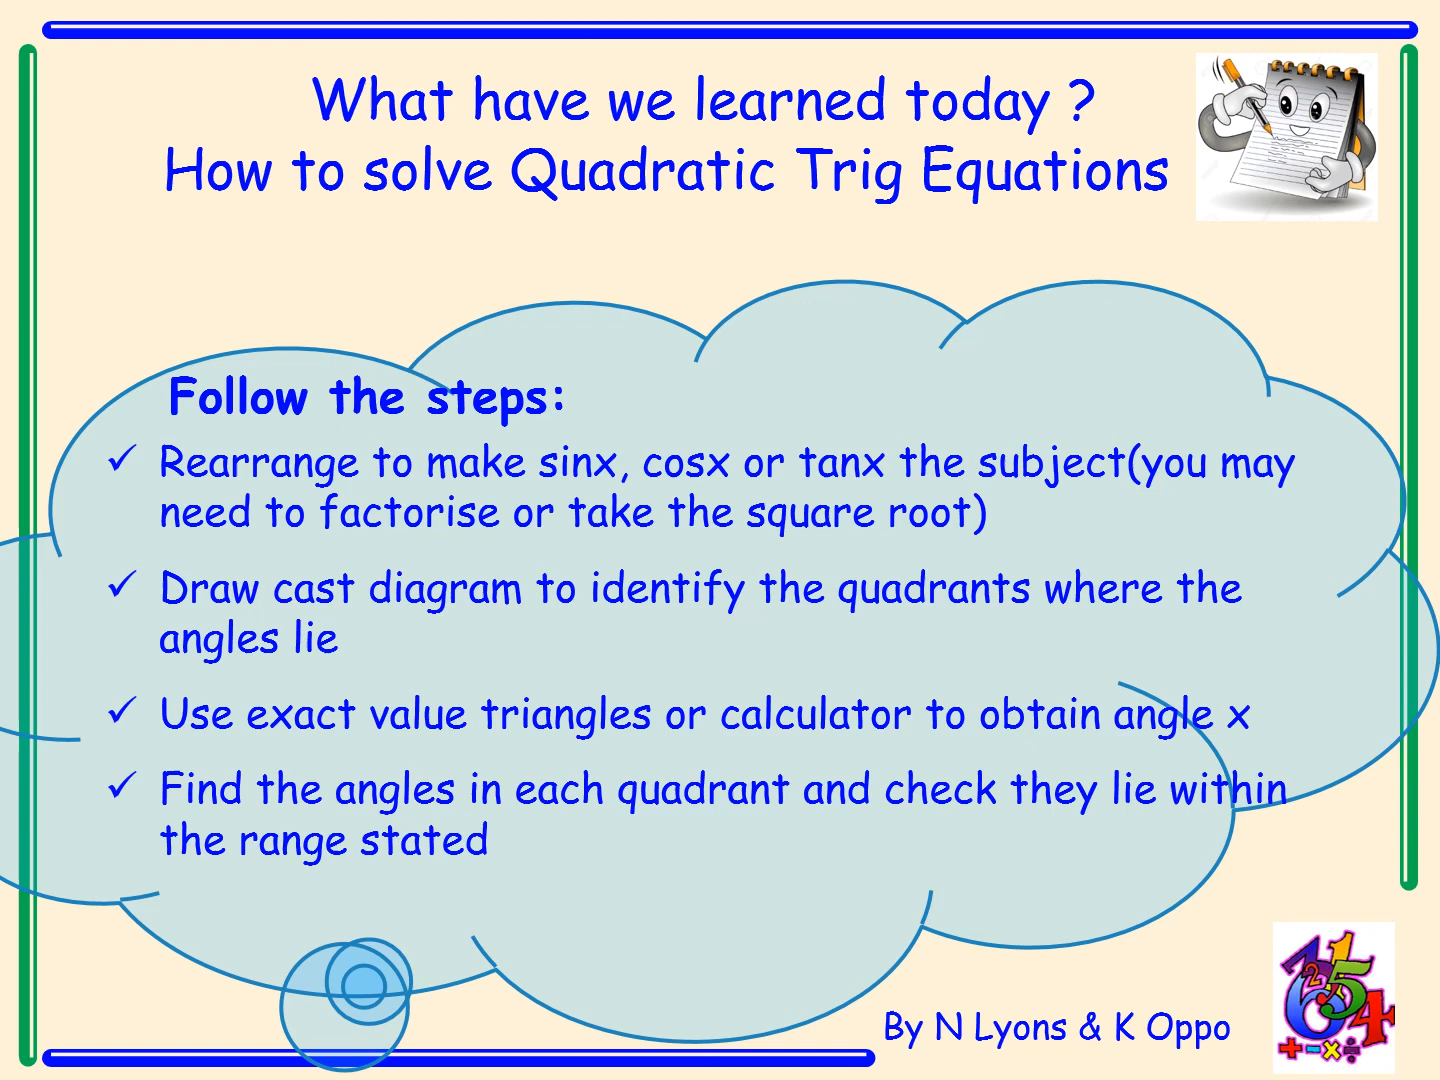 What have we learned today ?
How to solve Quadratic Trig Equations
Follow the steps:
✓ Rearrange to make sinx, cosx or tanx the subject(you may
need to factorise or take the square root)
✓ Draw cast diagram to identify the quadrants where the
angles lie
✓ Use exact value triangles or calculator to obtain angle x
✓ Find the angles in each quadrant and check they lie within
the range stated
By N Lyons & K Oppo